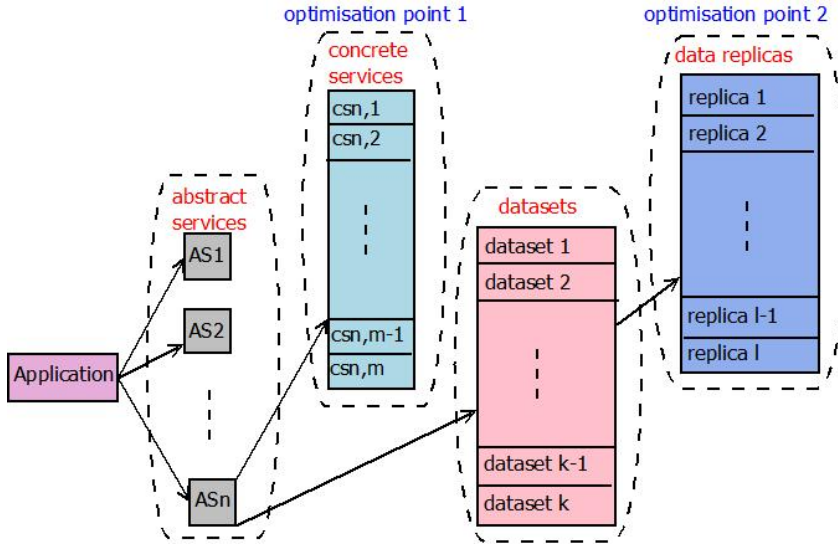 optimisation point 1
optimisation point 2
concrete
services
csn,1
csn,2
csn,m-1
csn,m
data replicas
replica 1
replica 2
replica l-1
replica l
abstract
services
AS1
AS2
ASn
datasets
dataset 1
dataset 2
dataset k-1
dataset k
Application